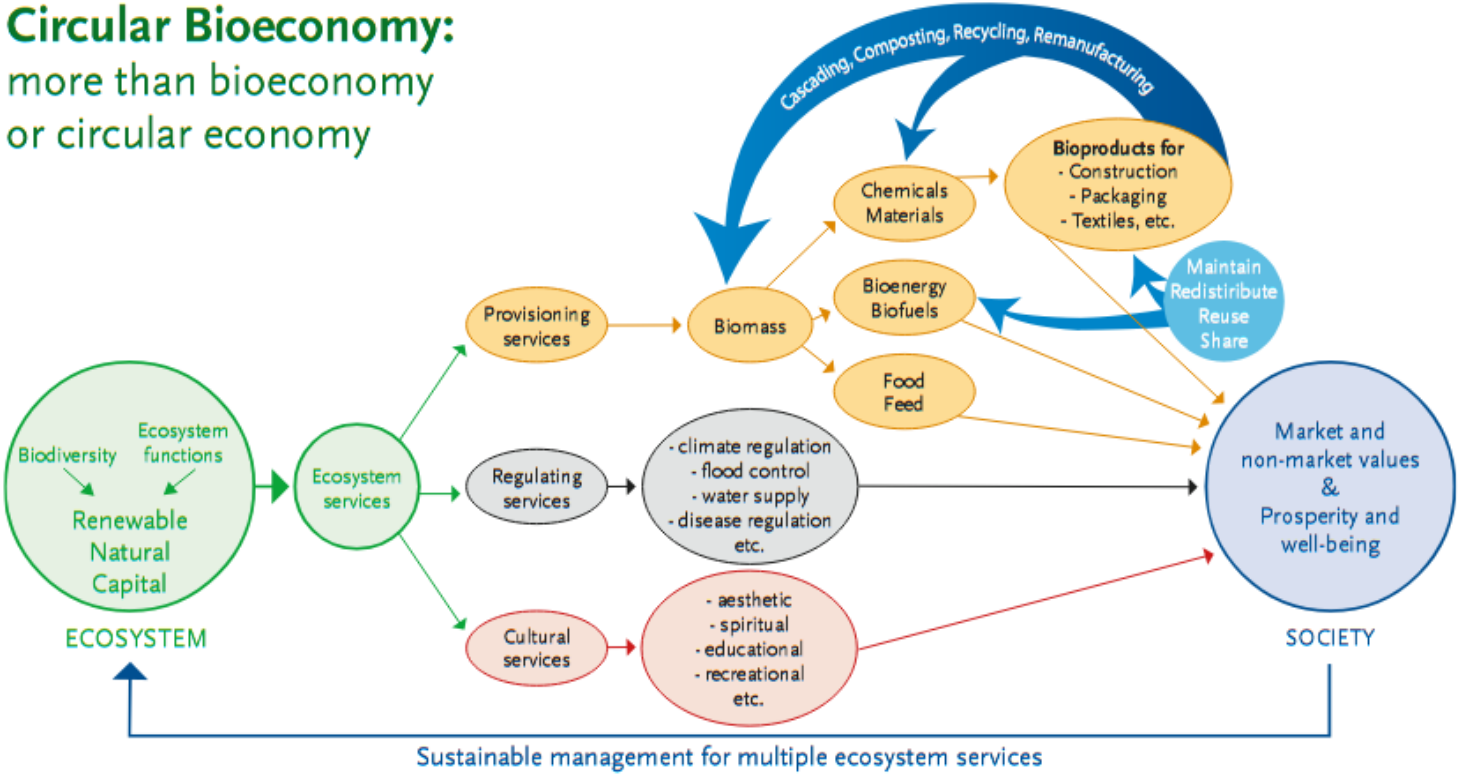 Circular Bioeconomy:
more than bioeconomy
or circular economy
Cascading, Composting, Recycling, Remanufacturing
Bioproducts for
- Construction
- Packaging
- Textiles, etc.
Chemicals
Materials
Maintain
Redistiribute
Reuse
Share
Bioenergy
Biofuels
Provisioning
services
Biomass
Food
Feed
Biodiversity
Ecosystem
functions
Renewable
Natural
Capital
ECOSYSTEM
Ecosystem
services
Regulating
services
- climate regulation
- flood control
- water supply
- disease regulation
etc.
Cultural
services
- aesthetic
- spiritual
- educational
- recreational
etc.
Market and
non-market values
&
Prosperity and
well-being
SOCIETY
Sustainable management for multiple ecosystem services